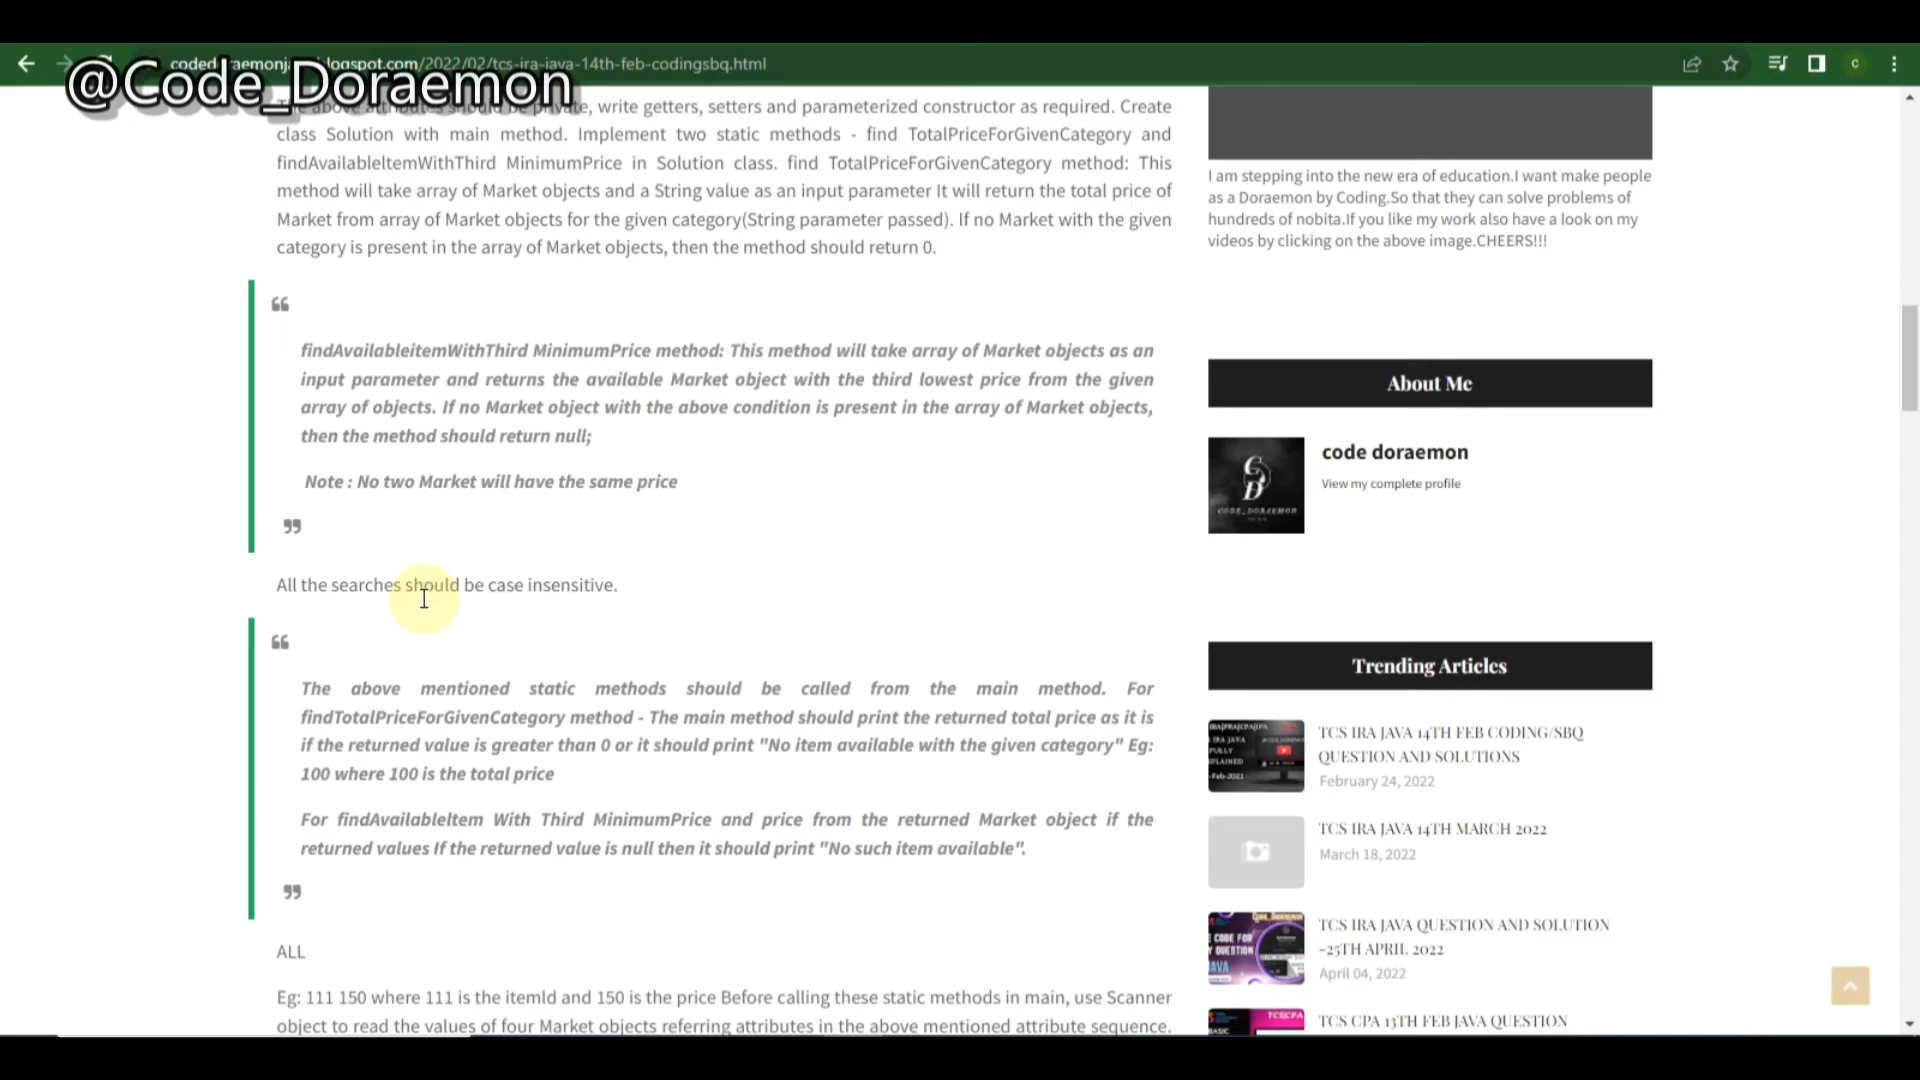 @Code_Doraemon
/2022/02/tcs-ira-java-14th-feb-codingsbq.html
c
The above attributes should be private, write getters, setters and parameterized constructor as required. Create
class Solution with main method. Implement two static methods - find TotalPriceForGivenCategory and
findAvailableltemWithThird MinimumPrice in Solution class. find TotalPriceForGivenCategory method: This
method will take array of Market objects and a String value as an input parameter It will return the total price of
Market from array of Market objects for the given category(String parameter passed). If no Market with the given
category is present in the array of Market objects, then the method should return 0.
findAvailableitemWithThird MinimumPrice method: This method will take array of Market objects as an
input parameter and returns the available Market object with the third lowest price from the given
array of objects. If no Market object with the above condition is present in the array of Market objects,
then the method should return null;
Note : No two Market will have the same price
All the searches should be case insensitive.
The above mentioned static methods should be called from the main method. For
findTotalPriceForGivenCategory method - The main method should print the returned total price as it is
if the returned value is greater than 0 or it should print "No item available with the given category" Eg:
100 where 100 is the total price
For findAvailableltem With Third MinimumPrice and price from the returned Market object if the
returned values If the returned value is null then it should print "No such item available".
ALL
Eg: 111 150 where 111 is the itemId and 150 is the price Before calling these static methods in main, use Scanner
object to read the values of four Market objects referring attributes in the above mentioned attribute sequence.
I am stepping into the new era of education.I want make people
as a Doraemon by Coding.So that they can solve problems of
hundreds of nobita.If you like my work also have a look on my
videos by clicking on the above image.CHEERS!!!
About Me
CODE_DORAEMON
code doraemon
View my complete profile
Trending Articles
TCS IRA JAVA 14TH FEB CODING/SBQ
QUESTION AND SOLUTIONS
February 24, 2022
TCS IRA JAVA 14TH MARCH 2022
March 18, 2022
TCS IRA JAVA QUESTION AND SOLUTION
-25TH APRIL 2022
April 04, 2022
TCS CPA 13TH FEB JAVA QUESTION